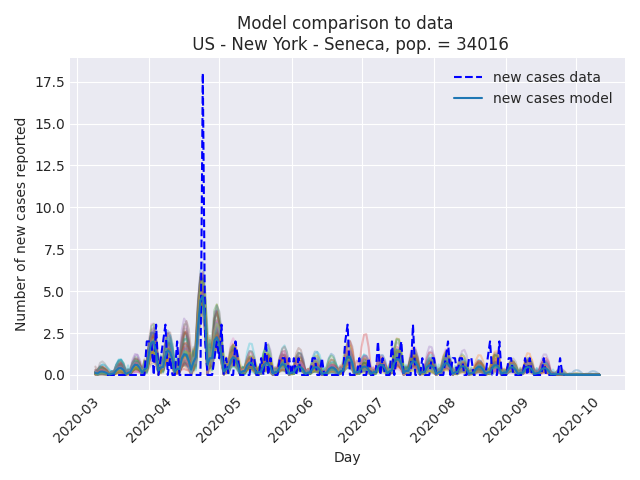 Model comparison to data
US - New York - Seneca, pop. = 34016
new cases data
new cases model
Number of new cases reported
17.5
15.0
12.5
10.0
7.5
5.0
2.5
0.0
2020-03
2020-04
2020-05
2020-06
2020-07
2020-08
2020-09
2020-10
Day